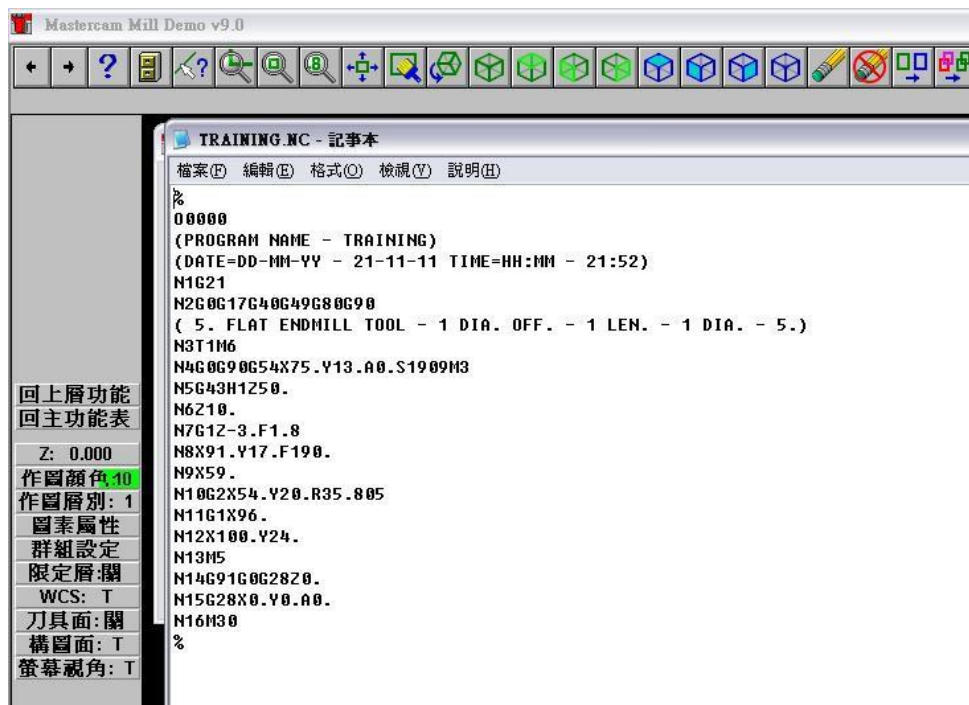 Mastercam Mill Demo v9.0
TRAINING.NC - 記事本
檔案(F) 編輯(E) 格式(O) 檢視(V) 說明(H)
%
O0000
(PROGRAM NAME - TRAINING)
(DATE=DD-MM-YY - 21-11-11 TIME=HH:MM - 21:52)
N1G21
N2G0G17G40G49G80G90
( 5. FLAT ENDMILL TOOL - 1 DIA. OFF. - 1 LEN. - 1 DIA. - 5.)
N3T1M6
N4G0G90G54X75.Y13.A0.S1909M3
N5G43H1Z50.
N6Z10.
N7G1Z-3.F1.8
N8X91.Y17.F190.
N9X59.
N10G2X54.Y20.R35.805
N11G1X96.
N12X100.Y24.
N13M5
N14G91G0G28Z0.
N15G28X0.Y0.A0.
N16M30
%
回上層功能
回主功能表
Z: 0.000
作圖顏色:10
作圖層別: 1
圖素屬性
群組設定
限定層:關
WCS: T
刀具面:關
構圖面: T
螢幕視角: T